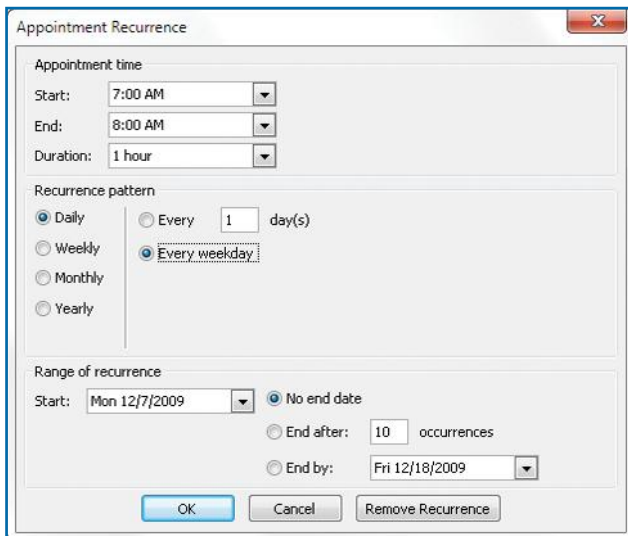 Appointment Recurrence
Appointment time
Start: 7:00 AM
End: 8:00 AM
Duration: 1 hour
Recurrence pattern
Daily Every 1 day(s)
Weekly Every weekday
Monthly
Yearly
Range of recurrence
Start: Mon 12/7/2009 No end date
End after: 10 occurrences
End by: Fri 12/18/2009
OK Cancel Remove Recurrence